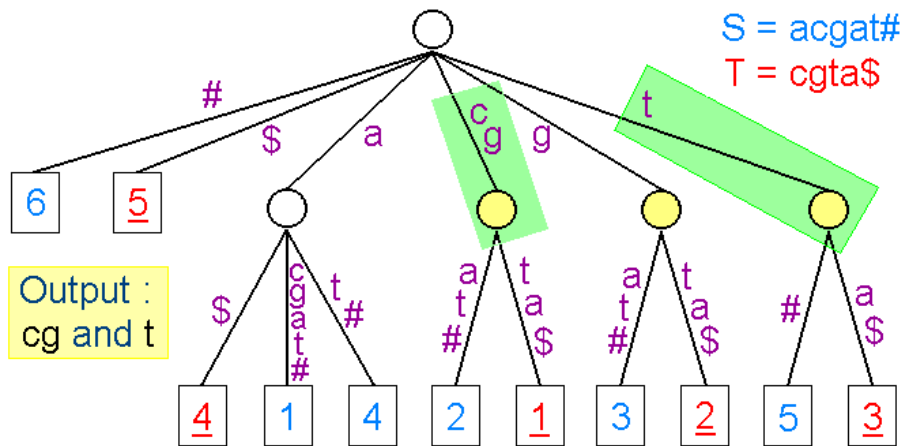 S = acgat#
T = cgta$
#
$
a
c
g
g
t
6
5
Output :
cg and t
$
c
g
a
t
#
t
#
a
t
#
t
a
$
a
t
#
t
a
$
#
a
$
4
1
4
2
1
3
2
5
3